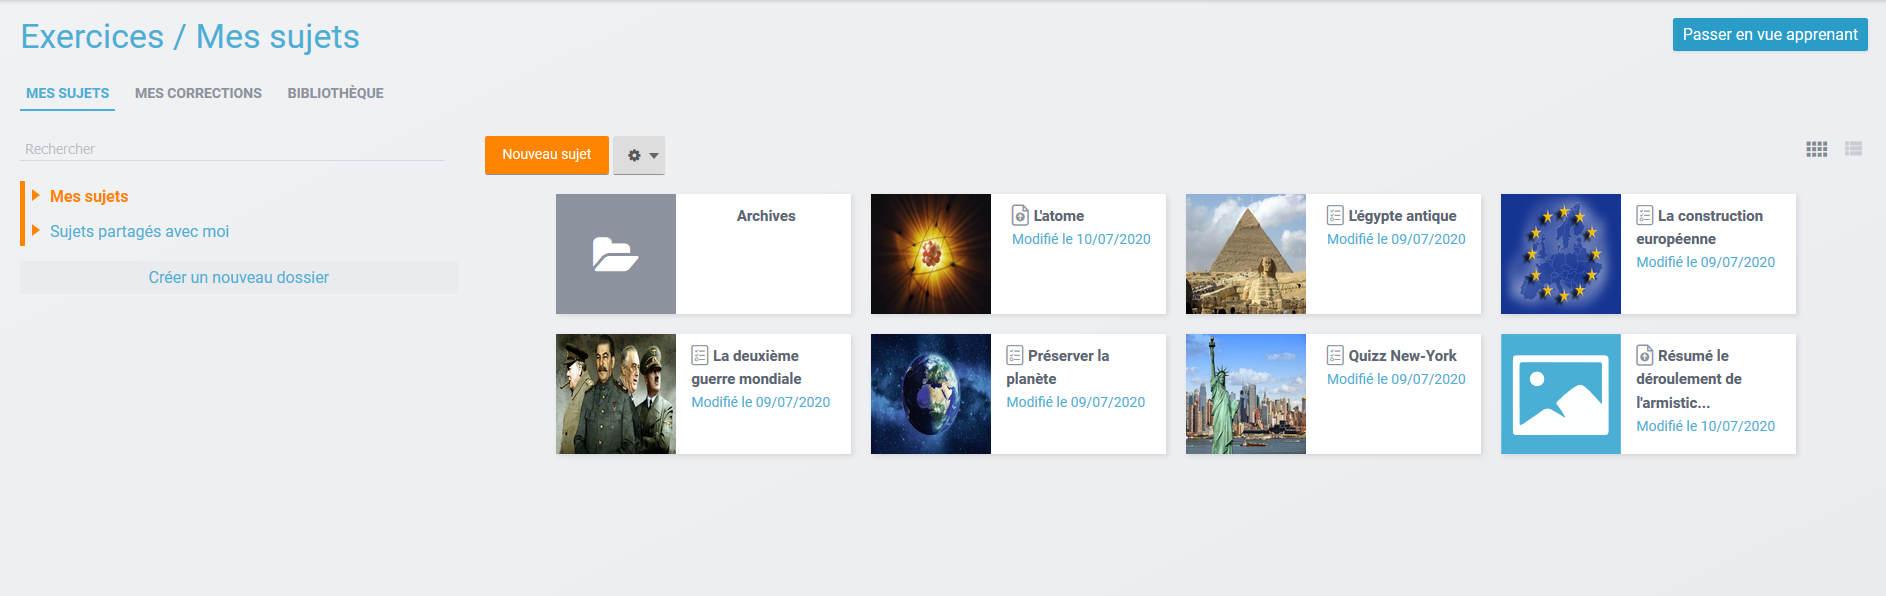 Exercices / Mes sujets
Passer en vue apprenant
MES SUJETS
MES CORRECTIONS
BIBLIOTHÈQUE
Rechercher
Nouveau sujet
Mes sujets
Sujets partagés avec moi
Créer un nouveau dossier
Archives
L'atome
Modifié le 10/07/2020
L'égypte antique
Modifié le 09/07/2020
La construction
européenne
Modifié le 09/07/2020
La deuxième
guerre mondiale
Modifié le 09/07/2020
Préserver la
planète
Modifié le 09/07/2020
Quizz New-York
Modifié le 09/07/2020
Résumé le
déroulement de
l'armistic...
Modifié le 10/07/2020